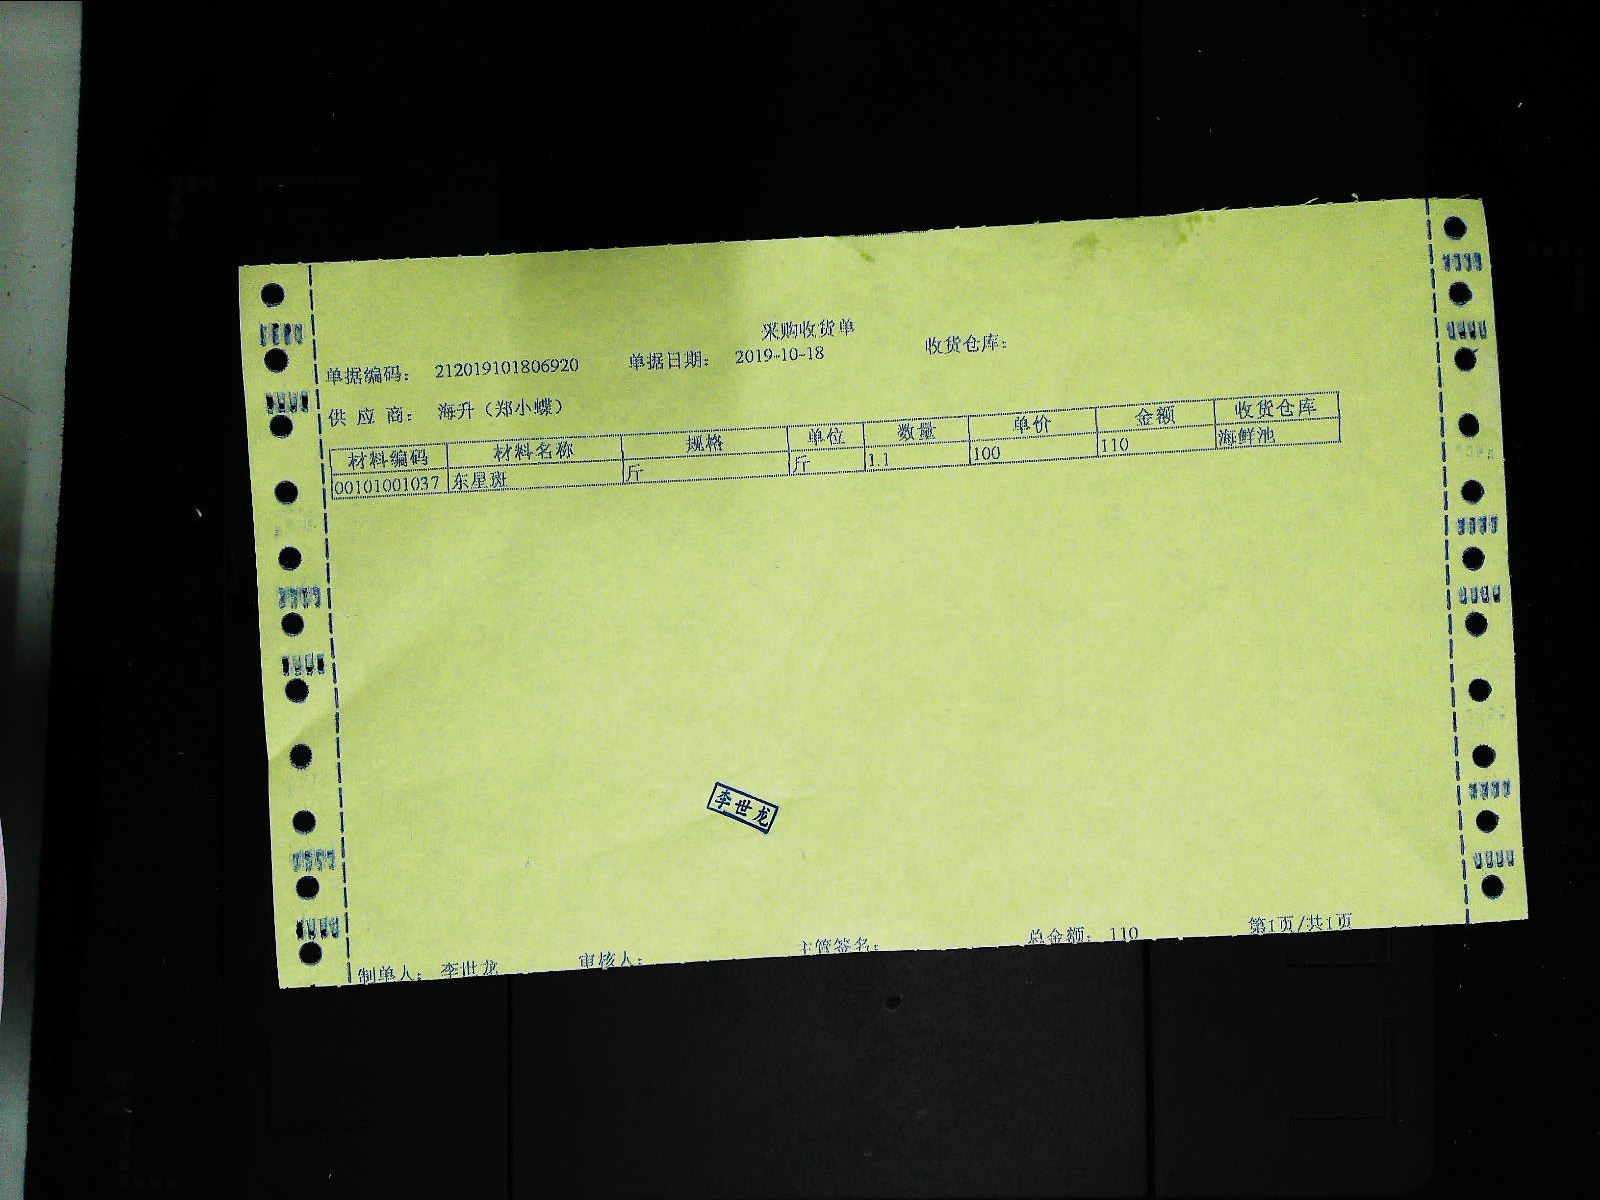 采购收货单
单据编码： 212019101806920 单据日期： 2019-10-18 收货仓库：
供 应 商： 海升（郑小蝶）
材料编码 材料名称 规格 单位 数量 单价 金额 收货仓库
00101001037 东星斑 斤 斤 1.1 100 110 海鲜池
李世龙
制单人： 李世龙 审核人： 主管签名： 总金额： 110 第1页/共1页